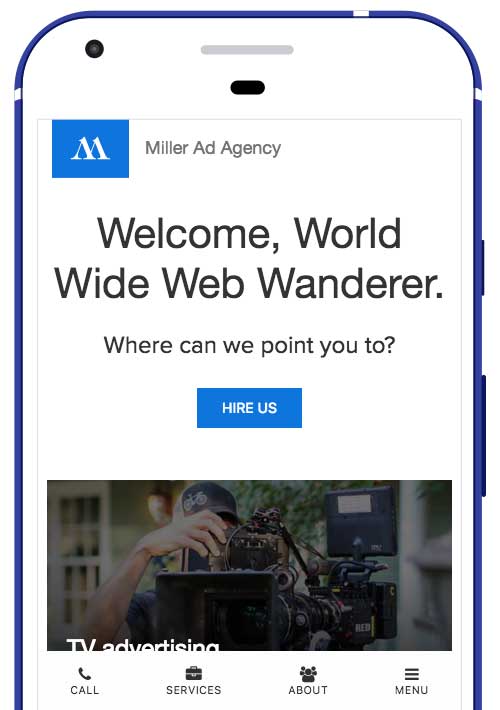 Miller Ad Agency
Welcome, World
Wide Web Wanderer.
Where can we point you to?
HIRE US
RED
TV advertising
CALL
SERVICES
ABOUT
MENU